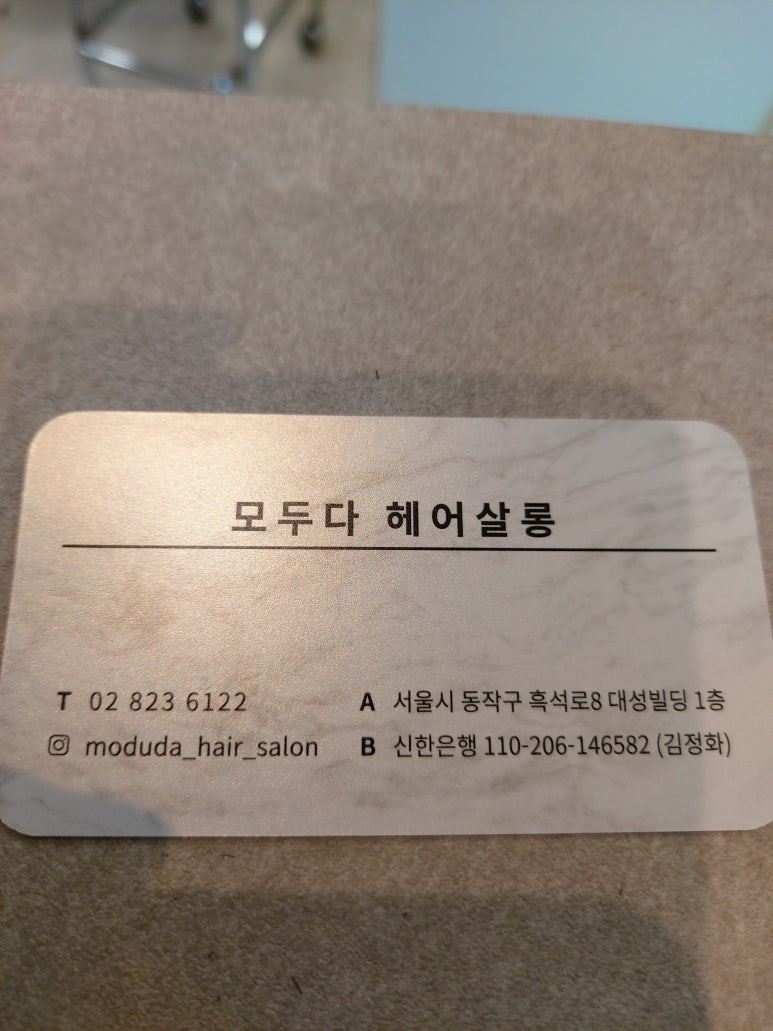 모두다 헤어살롱
T 02 823 6122
moduda_hair_salon
A 서울시 동작구 흑석로8 대성빌딩 1층
B 신한은행 110-206-146582 (김정화)